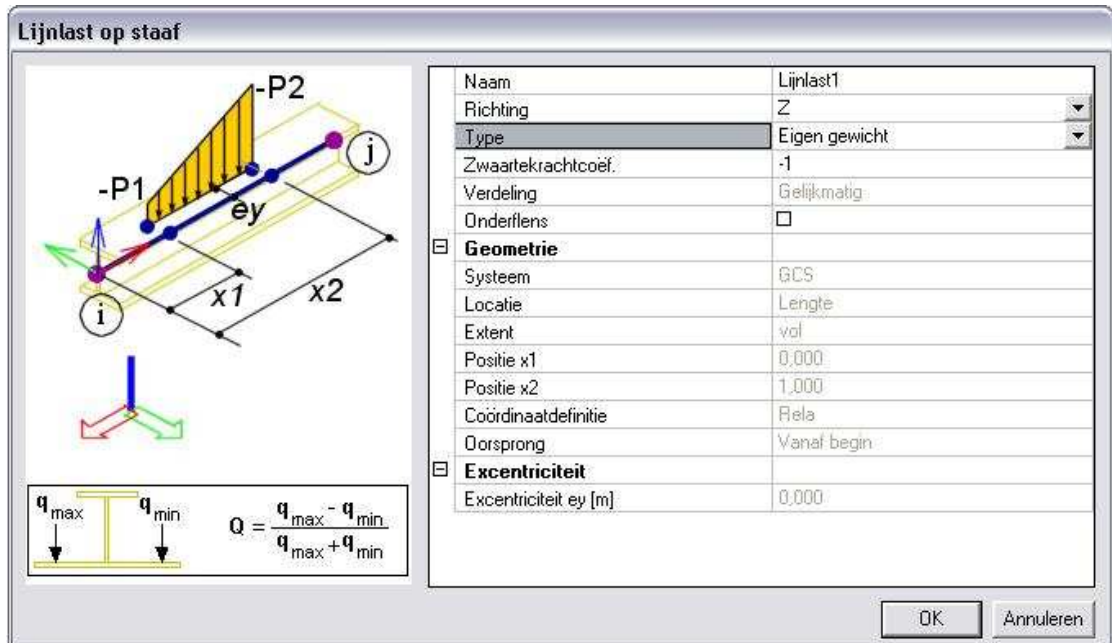 Lijnlast op staaf
-P2
-P1
ey
j
i
x1
x2
q max
q min
Q = q max - q min
q max + q min
Naam Lijnlast1
Richting Z
Type Eigen gewicht
Zwaartekrachtcoëf. -1
Verdeling Gelijkmatig
Onderflens
Geometrie
Systeem GCS
Locatie Lengte
Extent vol
Positie x1 0,000
Positie x2 1,000
Coördinaatdefinitie Rela
Oorsprong Vanaf begin
Excentriciteit
Excentriciteit ey [m] 0,000
OK Annuleren